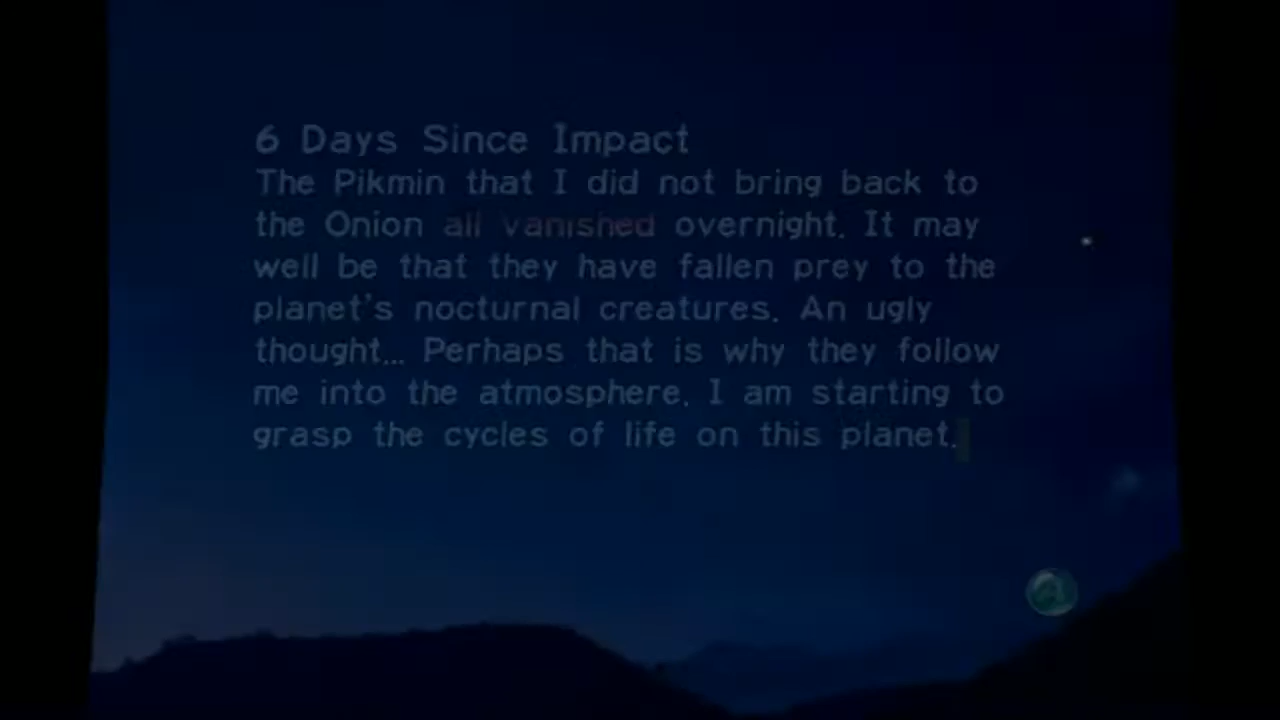 6 Days Since Impact
The Pikmin that I did not bring back to
the Onion all vanished overnight. It may
well be that they have fallen prey to the
planet's nocturnal creatures. An ugly
thought... Perhaps that is why they follow
me into the atmosphere. I am starting to
grasp the cycles of life on this planet.
A